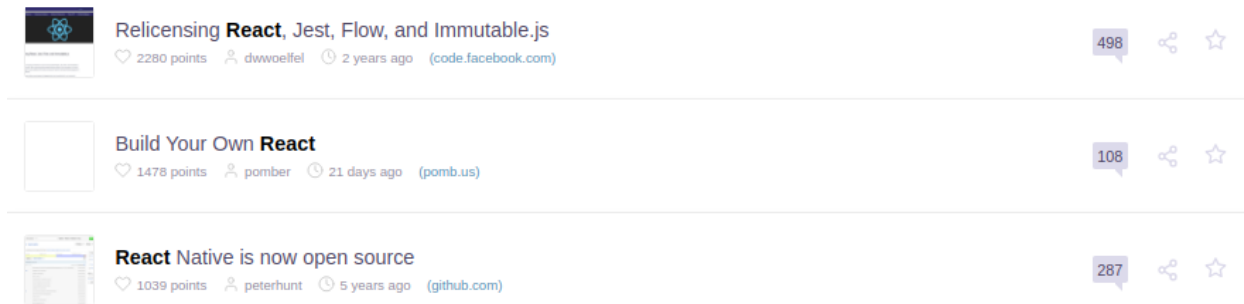 Relicensing React, Jest, Flow, and Immutable.js
2280 points dwwoelfel 2 years ago (code.facebook.com)
498
Build Your Own React
1478 points pomber 21 days ago (pomb.us)
108
React Native is now open source
1039 points peterhunt 5 years ago (github.com)
287